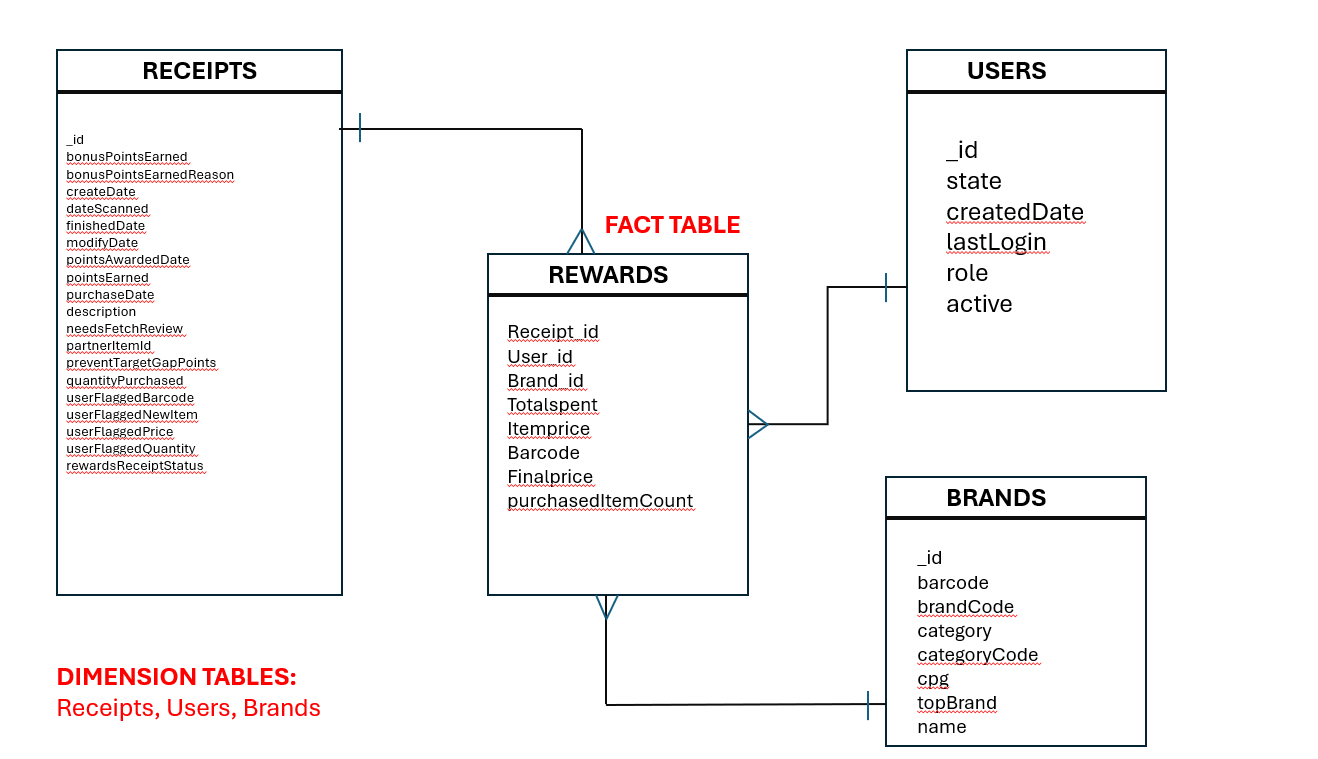 RECEIPTS
_id
bonusPointsEarned
bonusPointsEarnedReason
createDate
dateScanned
finishedDate
modifyDate
pointsAwardedDate
pointsEarned
purchaseDate
description
needsFetchReview
partnerItemId
preventTargetGapPoints
quantityPurchased
userFlaggedBarcode
userFlaggedNewItem
userFlaggedPrice
userFlaggedQuantity
rewardsReceiptStatus
FACT TABLE
REWARDS
Receipt_id
User_id
Brand_id
Totalspent
Itemprice
Barcode
Finalprice
purchasedItemCount
USERS
_id
state
createdDate
lastLogin
role
active
BRANDS
_id
barcode
brandCode
category
categoryCode
cpg
topBrand
name
DIMENSION TABLES:
Receipts, Users, Brands